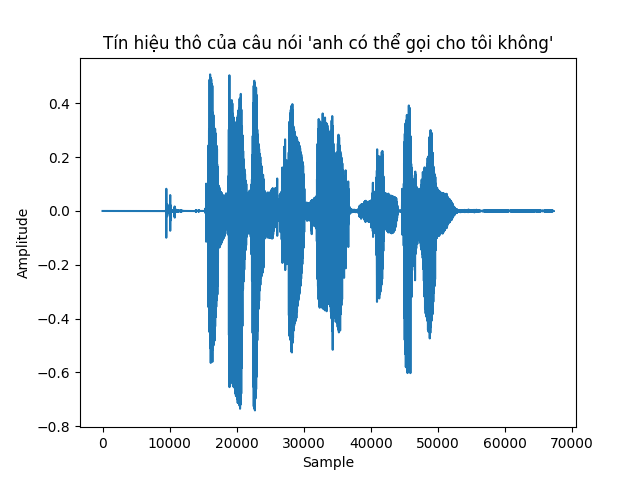 Tín hiệu thô của câu nói 'anh có thể gọi cho tôi không'
0.4
0.2
0.0
−0.2
−0.4
−0.6
−0.8
Amplitude
0 10000 20000 30000 40000 50000 60000 70000
Sample